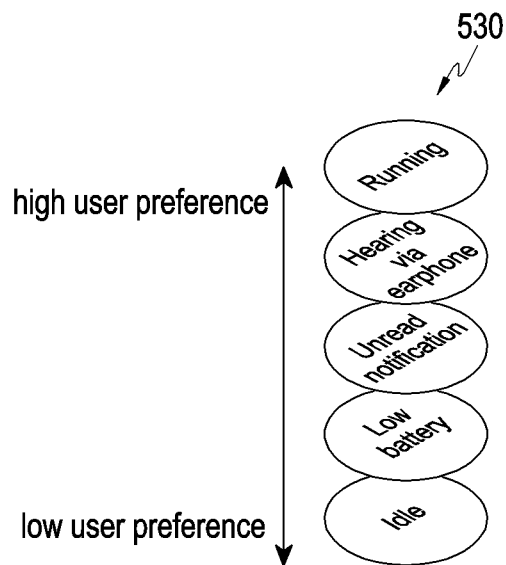 530
Running
high user preference
Hearing
via
earphone
Unread
notification
Low
battery
low user preference
Idle